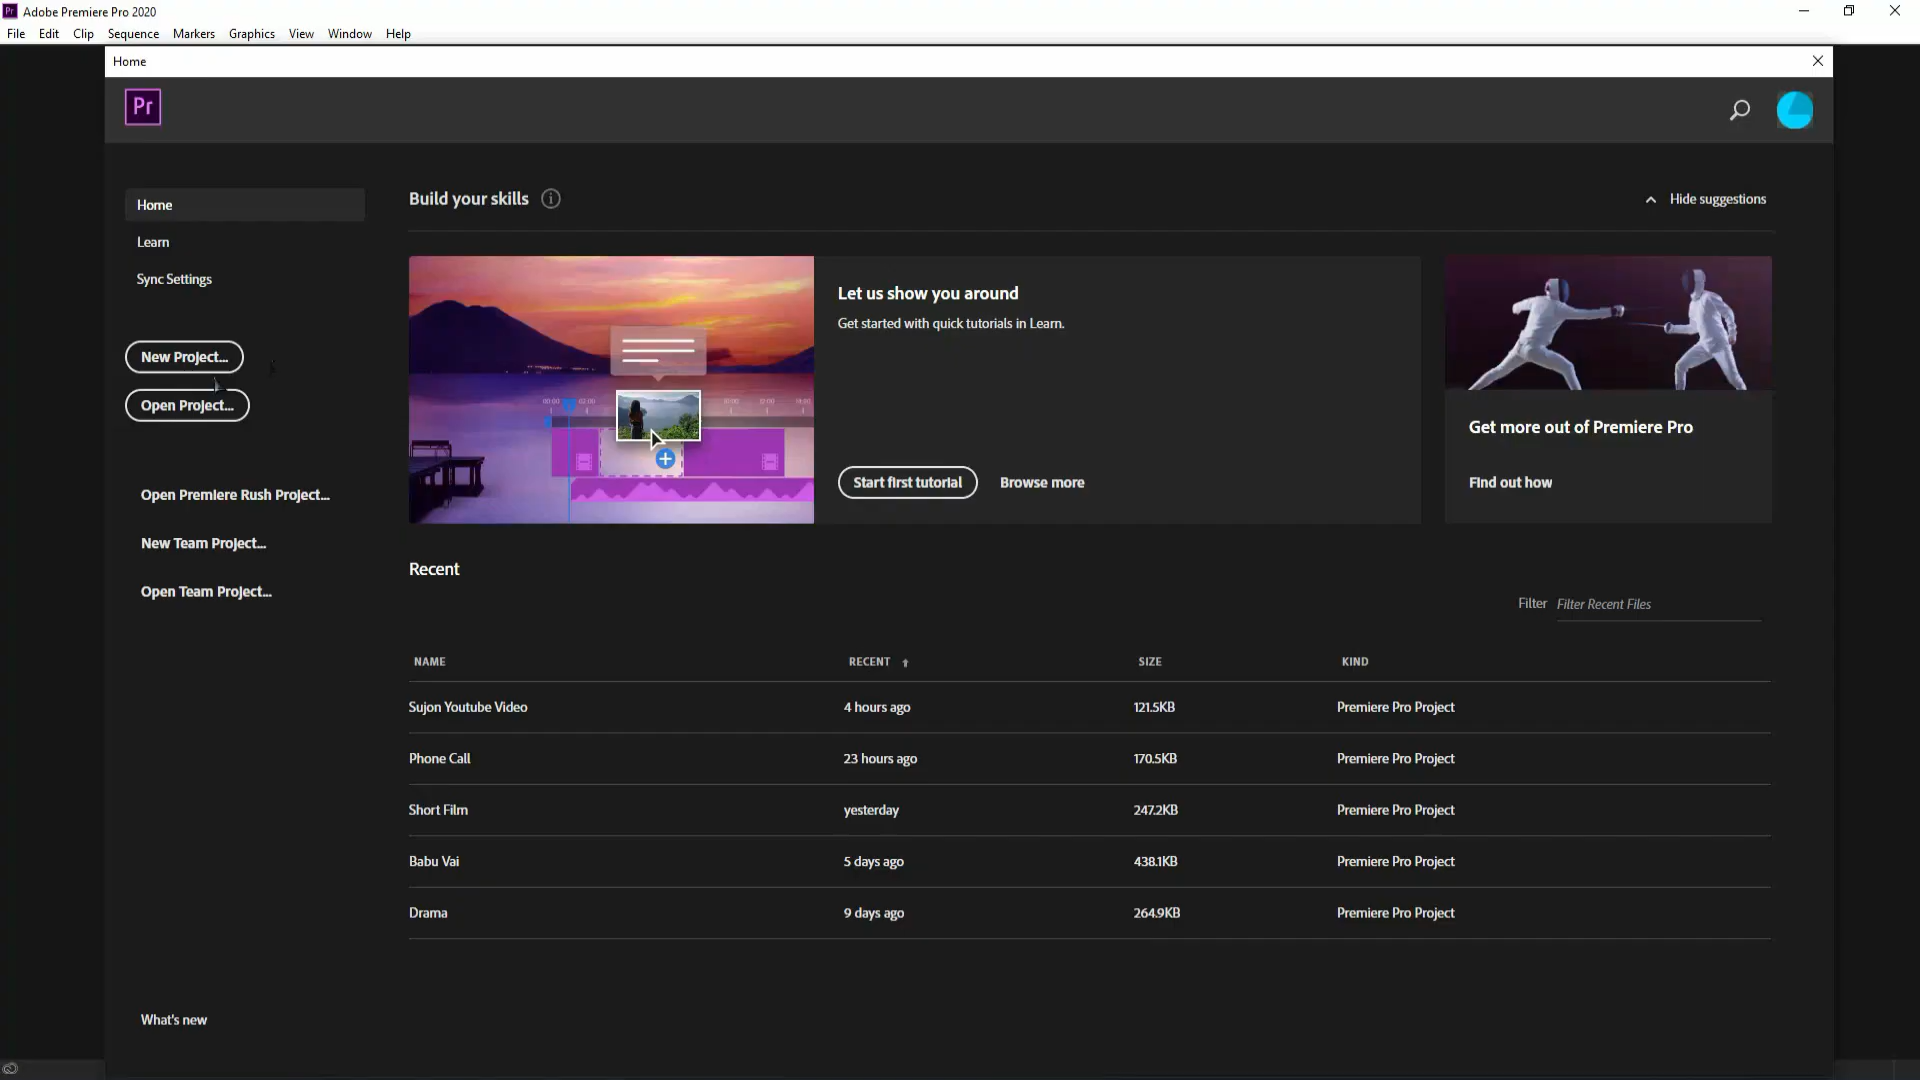 Pr Adobe Premiere Pro 2020
File Edit Clip Sequence Markers Graphics View Window Help
Home
Pr
Home
Learn
Sync Settings
New Project...
Open Project...
Open Premiere Rush Project...
New Team Project...
Open Team Project...
What's new
Build your skills
Hide suggestions
Let us show you around
Get started with quick tutorials in Learn.
Start first tutorial Browse more
Get more out of Premiere Pro
Find out how
Recent
Filter Filter Recent Files
NAME RECENT SIZE KIND
Sujon Youtube Video 4 hours ago 121.5KB Premiere Pro Project
Phone Call 23 hours ago 170.5KB Premiere Pro Project
Short Film yesterday 247.2KB Premiere Pro Project
Babu Vai 5 days ago 438.1KB Premiere Pro Project
Drama 9 days ago 264.9KB Premiere Pro Project